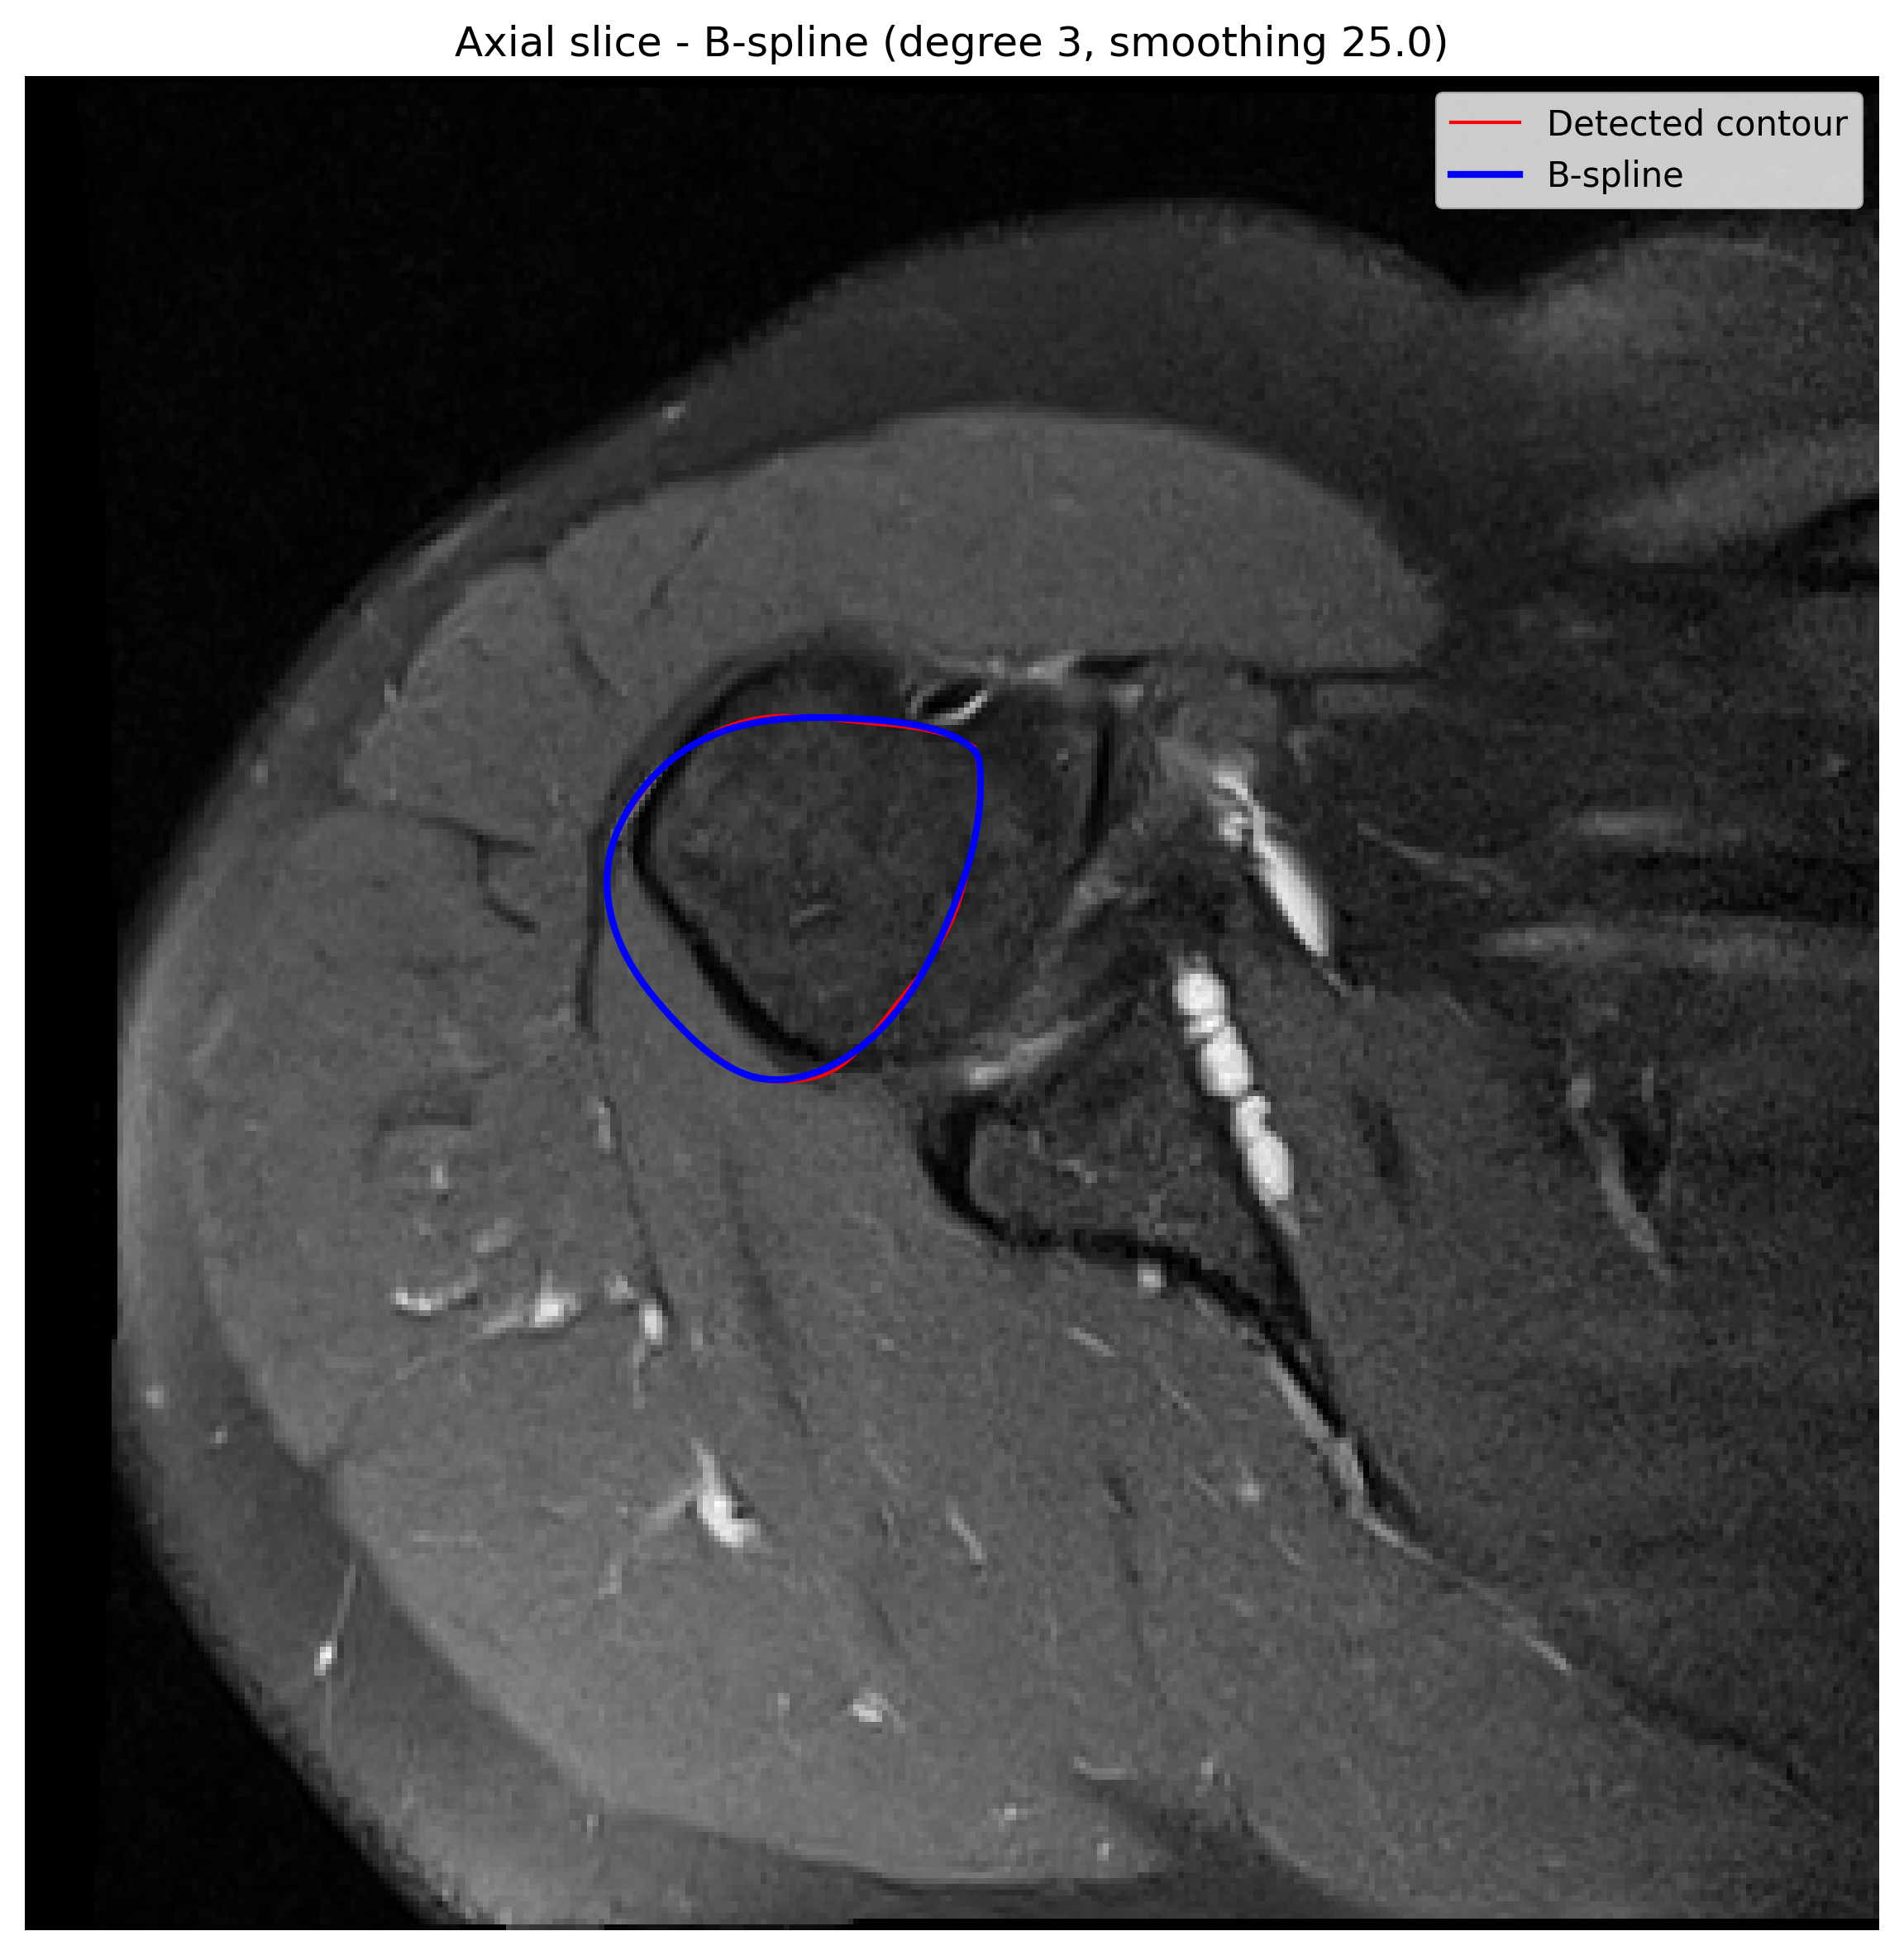 Axial slice - B-spline (degree 3, smoothing 25.0)
Detected contour
B-spline